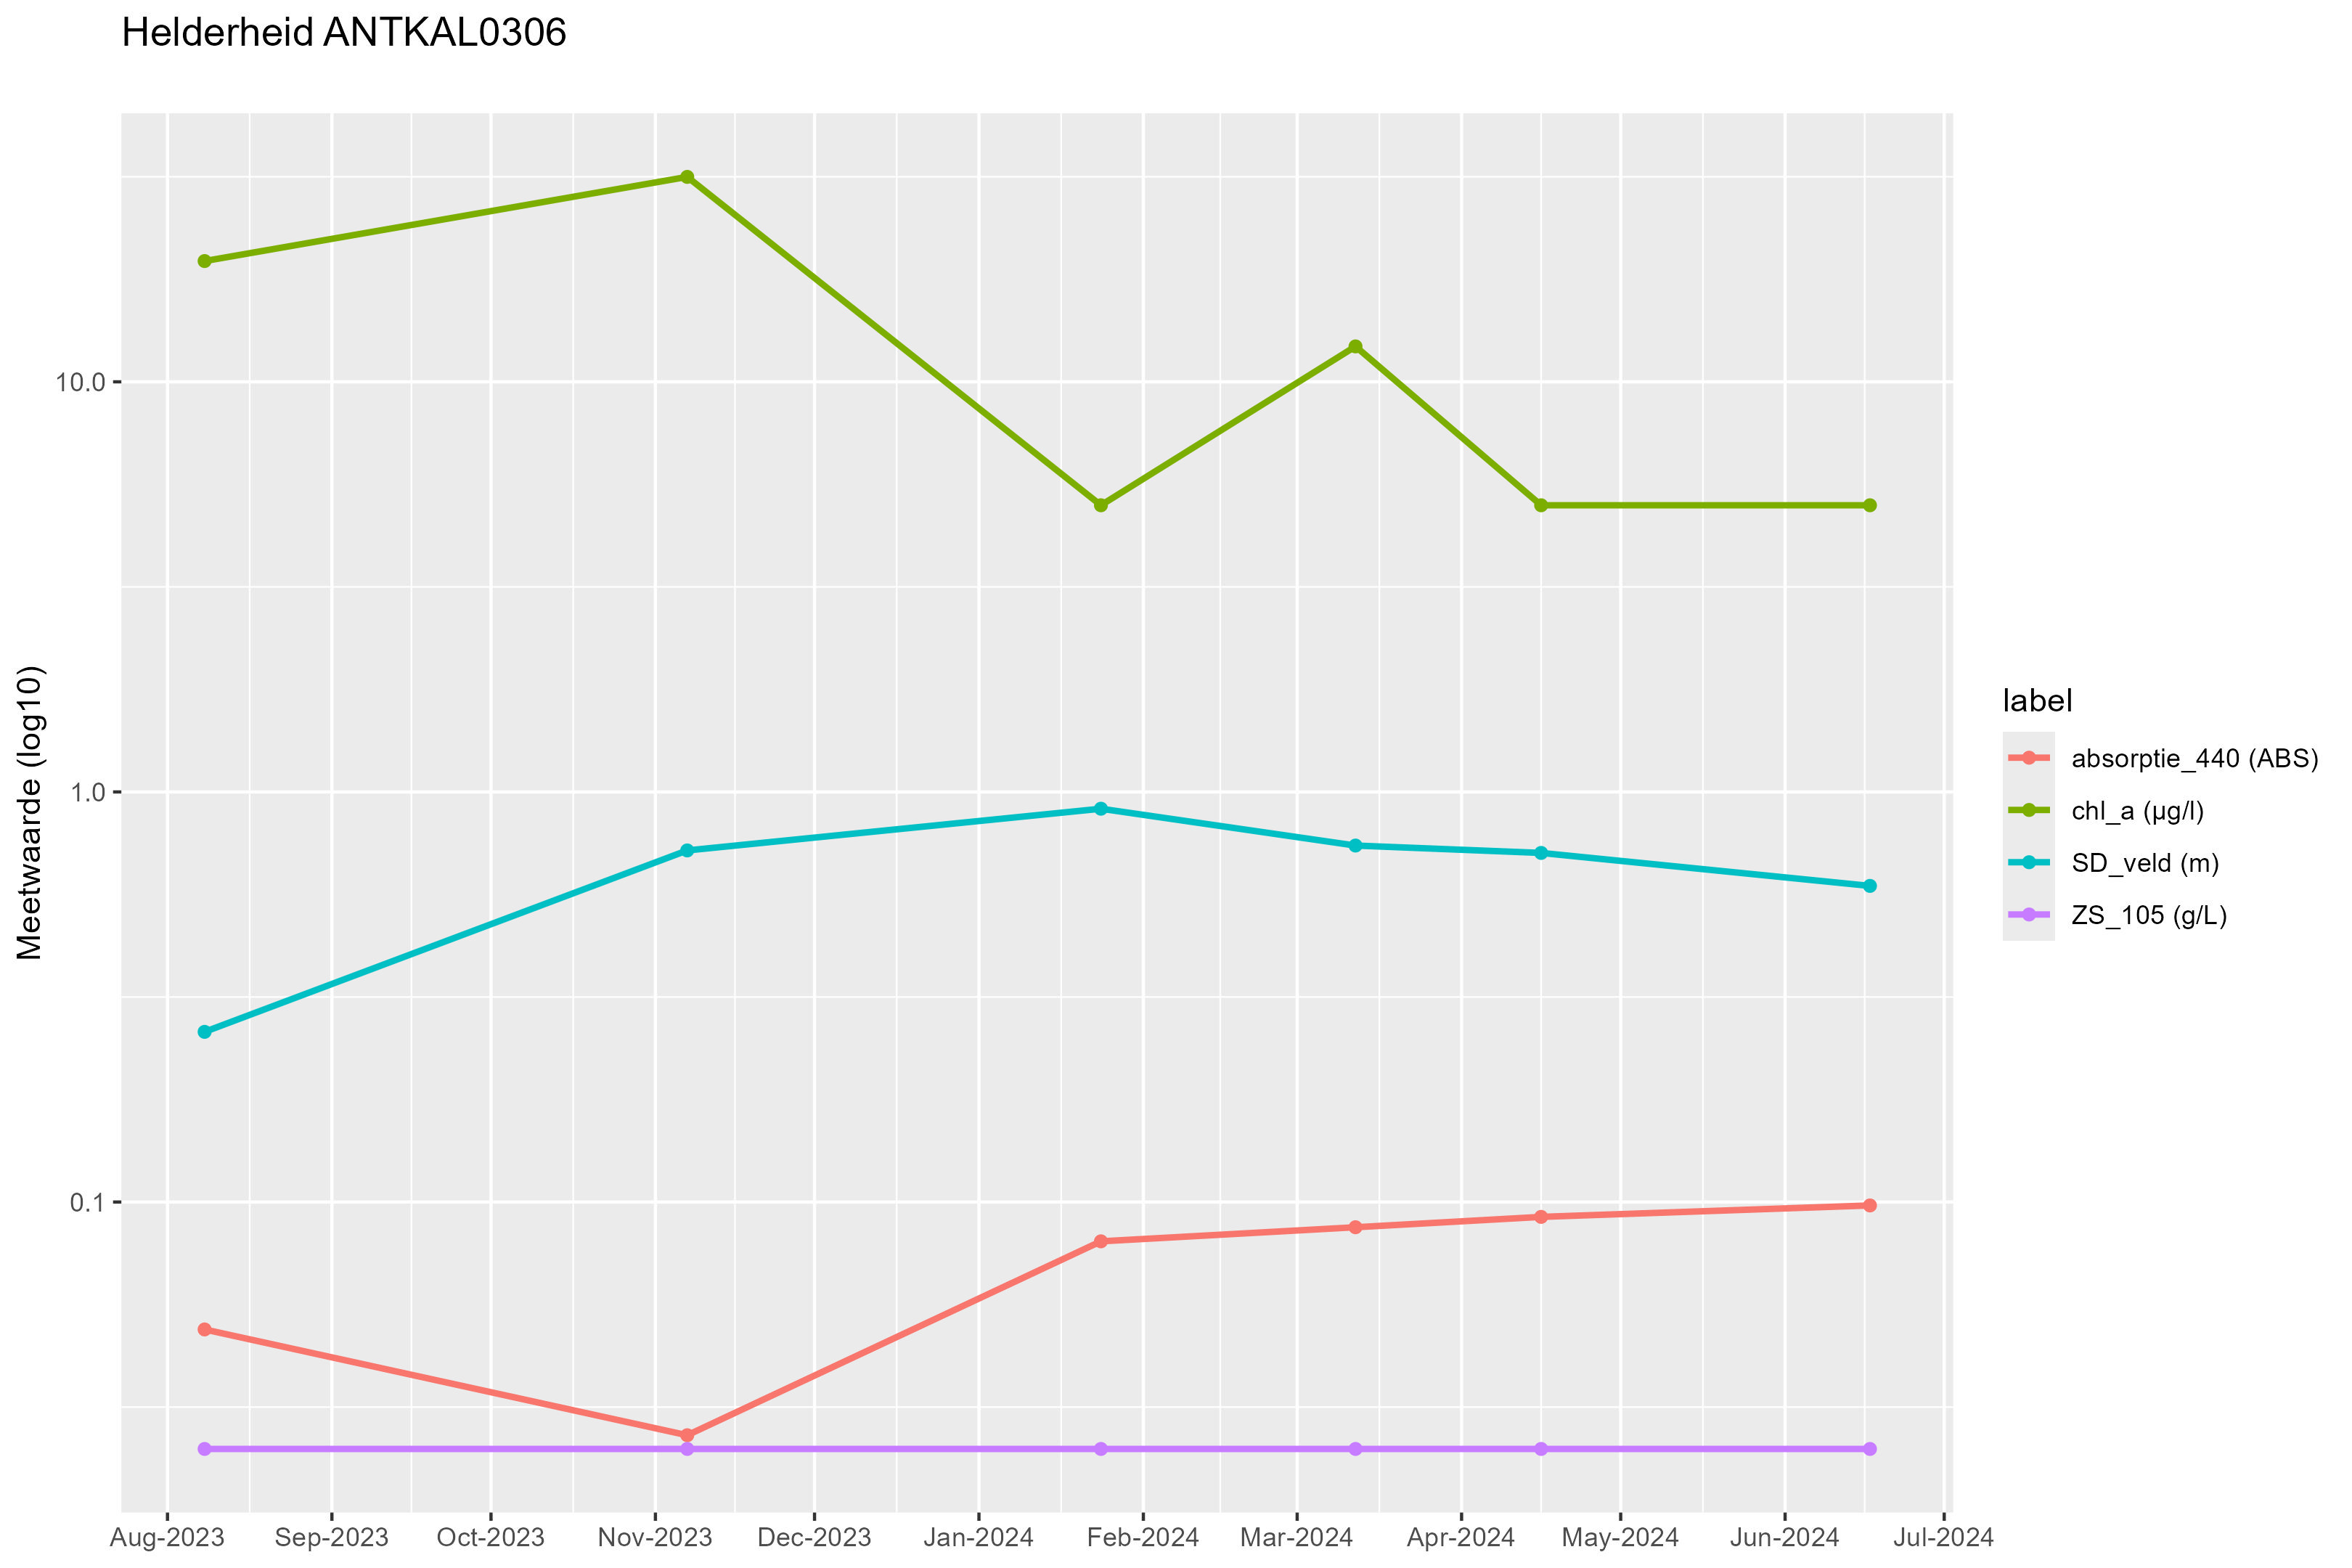 Helderheid ANTKAL0306
Meetwaarde (log10)
10.0
1.0
0.1
Aug-2023
Sep-2023
Oct-2023
Nov-2023
Dec-2023
Jan-2024
Feb-2024
Mar-2024
Apr-2024
May-2024
Jun-2024
Jul-2024
label
absorptie_440 (ABS)
chl_a (µg/l)
SD_veld (m)
ZS_105 (g/L)